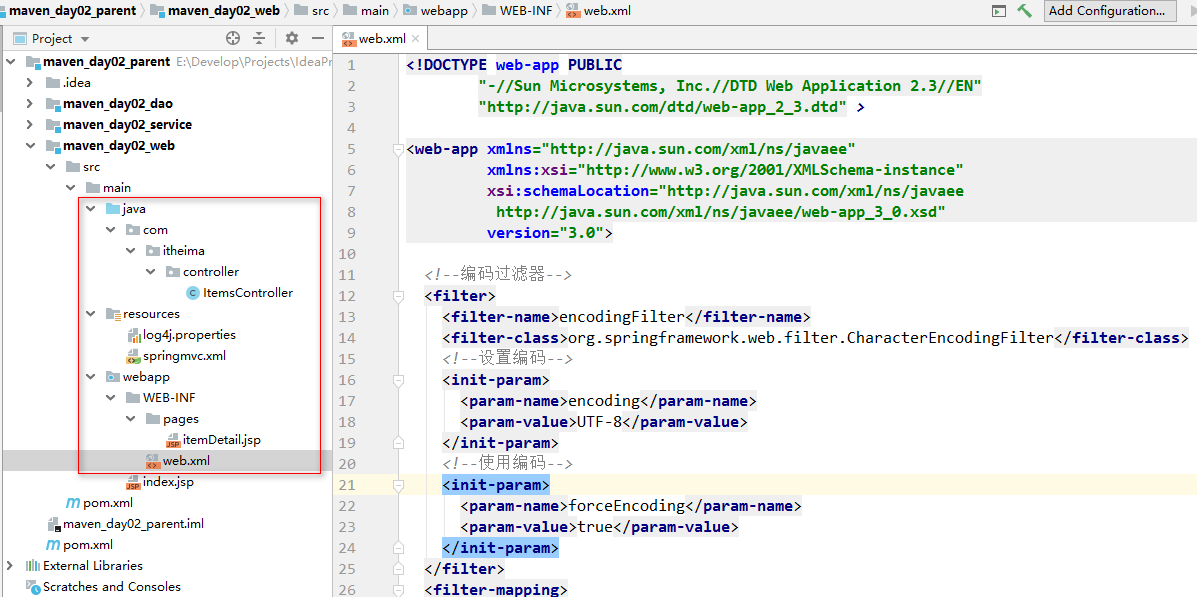 maven_day02_parent maven_day02_web src main webapp WEB-INF web.xml Add Configuration...
Project
web.xml
maven_day02_parent E:\Develop\Projects\IdeaPr
.idea
maven_day02_dao
maven_day02_service
maven_day02_web
src
main
java
com
itheima
controller
ItemsController
resources
log4j.properties
springmvc.xml
webapp
WEB-INF
pages
itemDetail.jsp
web.xml
index.jsp
pom.xml
maven_day02_parent.iml
pom.xml
External Libraries
Scratches and Consoles
1 <!DOCTYPE web-app PUBLIC
2 "-//Sun Microsystems, Inc.//DTD Web Application 2.3//EN"
3 "http://java.sun.com/dtd/web-app_2_3.dtd" >
4
5 <web-app xmlns="http://java.sun.com/xml/ns/javaee"
6 xmlns:xsi="http://www.w3.org/2001/XMLSchema-instance"
7 xsi:schemaLocation="http://java.sun.com/xml/ns/javaee
8 http://java.sun.com/xml/ns/javaee/web-app_3_0.xsd"
9 version="3.0">
10
11 <!--编码过滤器-->
12 <filter>
13 <filter-name>encodingFilter</filter-name>
14 <filter-class>org.springframework.web.filter.CharacterEncodingFilter</filter-class>
15 <!--设置编码-->
16 <init-param>
17 <param-name>encoding</param-name>
18 <param-value>UTF-8</param-value>
19 </init-param>
20 <!--使用编码-->
21 <init-param>
22 <param-name>forceEncoding</param-name>
23 <param-value>true</param-value>
24 </init-param>
25 </filter>
26 <filter-mapping>